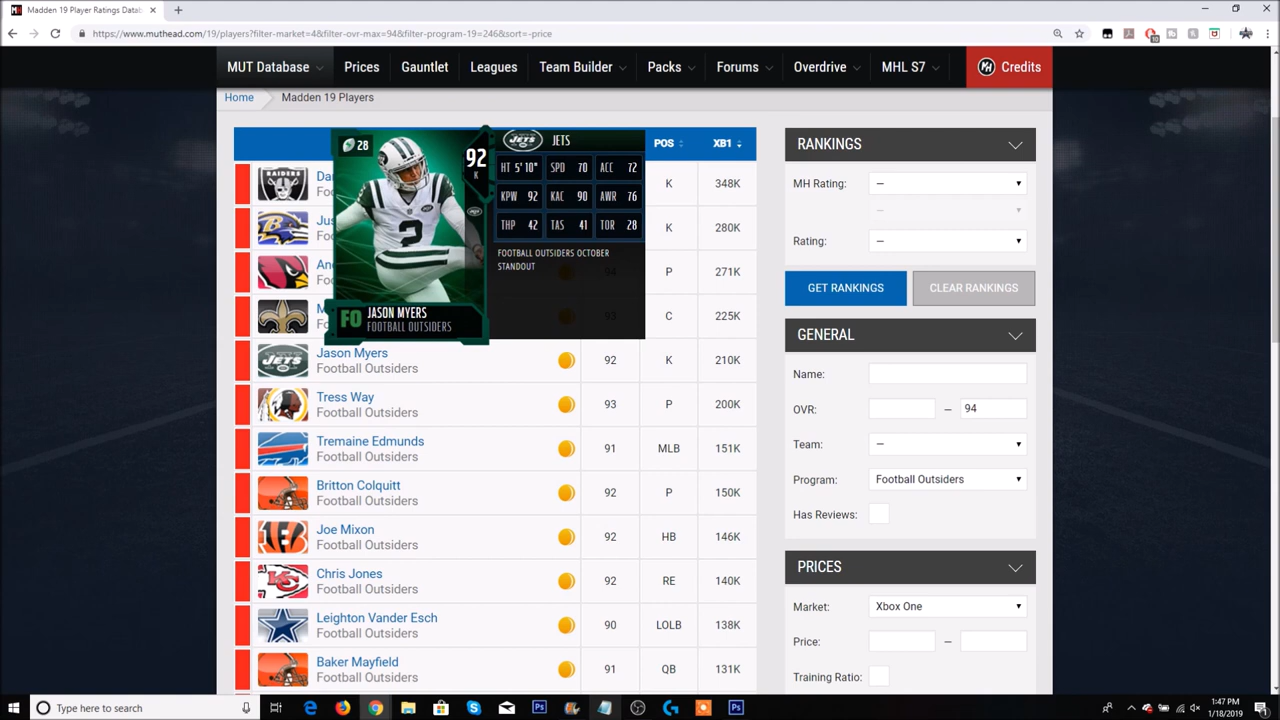 Madden 19 Player Ratings Data
https://www.muthead.com/19/players?filter-market=4&filter-ovr-max=94&filter-program-19=246&sort=-price
10
MUT Database
Prices
Gauntlet
Leagues
Team Builder
Packs
Forums
Overdrive
MHL S7
Credits
Home
Madden 19 Players
POS
XB1
K 348K
K 280K
P 271K
C 225K
28
92
K
JETS
HT 5' 10" SPD 70 ACC 72
KPW 92 KAC 90 AWR 76
THP 42 TAS 41 TOR 28
FOOTBALL OUTSIDERS OCTOBER
STANDOUT
2
FO JASON MYERS
FOOTBALL OUTSIDERS
RAIDERS
JETS
Jason Myers
Football Outsiders
92 K 210K
Tress Way
Football Outsiders
93 P 200K
Tremaine Edmunds
Football Outsiders
91 MLB 151K
Britton Colquitt
Football Outsiders
92 P 150K
Joe Mixon
Football Outsiders
92 HB 146K
Chris Jones
Football Outsiders
92 RE 140K
Leighton Vander Esch
Football Outsiders
90 LOLB 138K
Baker Mayfield
Football Outsiders
91 QB 131K
RANKINGS
MH Rating: —
—
Rating: —
GET RANKINGS
CLEAR RANKINGS
GENERAL
Name:
OVR: — 94
Team: —
Program: Football Outsiders
Has Reviews:
PRICES
Market: Xbox One
Price: —
Training Ratio:
Type here to search
1:47 PM
1/18/2019